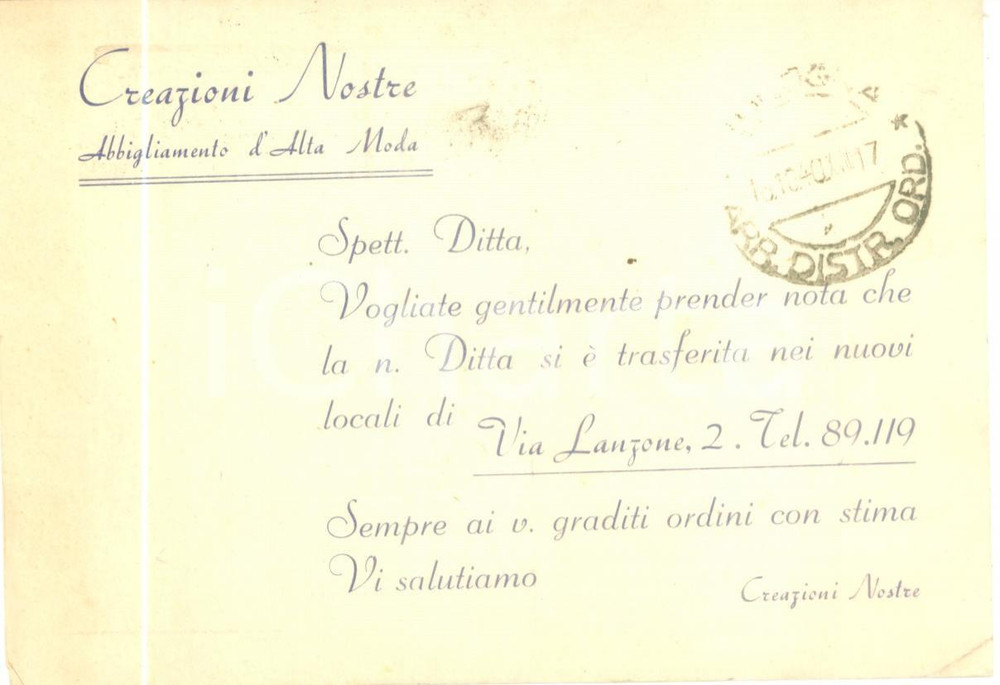 Creazioni Nostre
Abbigliamento d'Alta Moda
Spett. Ditta,
Vogliate gentilmente prender nota che
la n. Ditta si è trasferita nei nuovi
locali di Via Lanzone, 2. Tel. 89.119
Sempre ai v. graditi ordini con stima
Vi salutiamo
Creazioni Nostre
ARR. DISTR. ORD. *